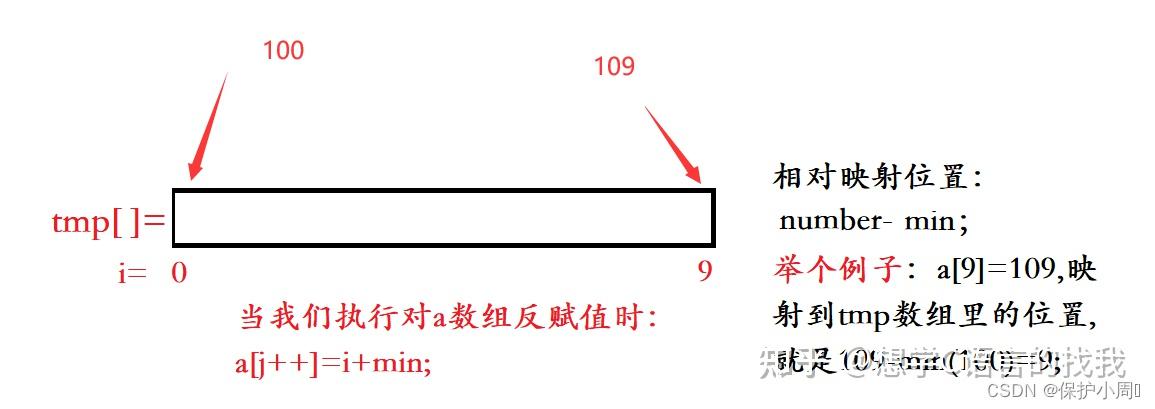 100
109
tmp[ ]=
i= 0 9
当我们执行对a数组反赋值时：
a[j++]=i+min;
相对映射位置：
number- min；
举个例子：a[9]=109,映
射到tmp数组里的位置，
就是109-min(100)=9;
知乎 @想学C语言的找我
CSDN @保护小周